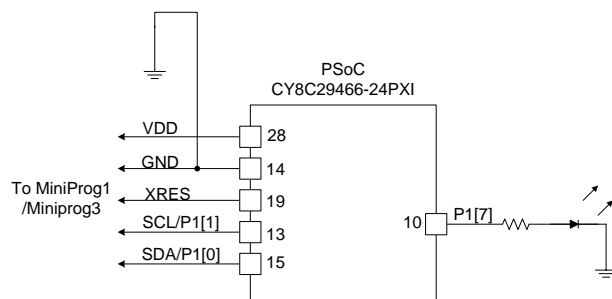 PSoC
CY8C29466-24PXI
VDD
28
GND
14
To MiniProg1
/Miniprog3
XRES
19
10
P1[7]
SCL/P1[1]
13
SDA/P1[0]
15